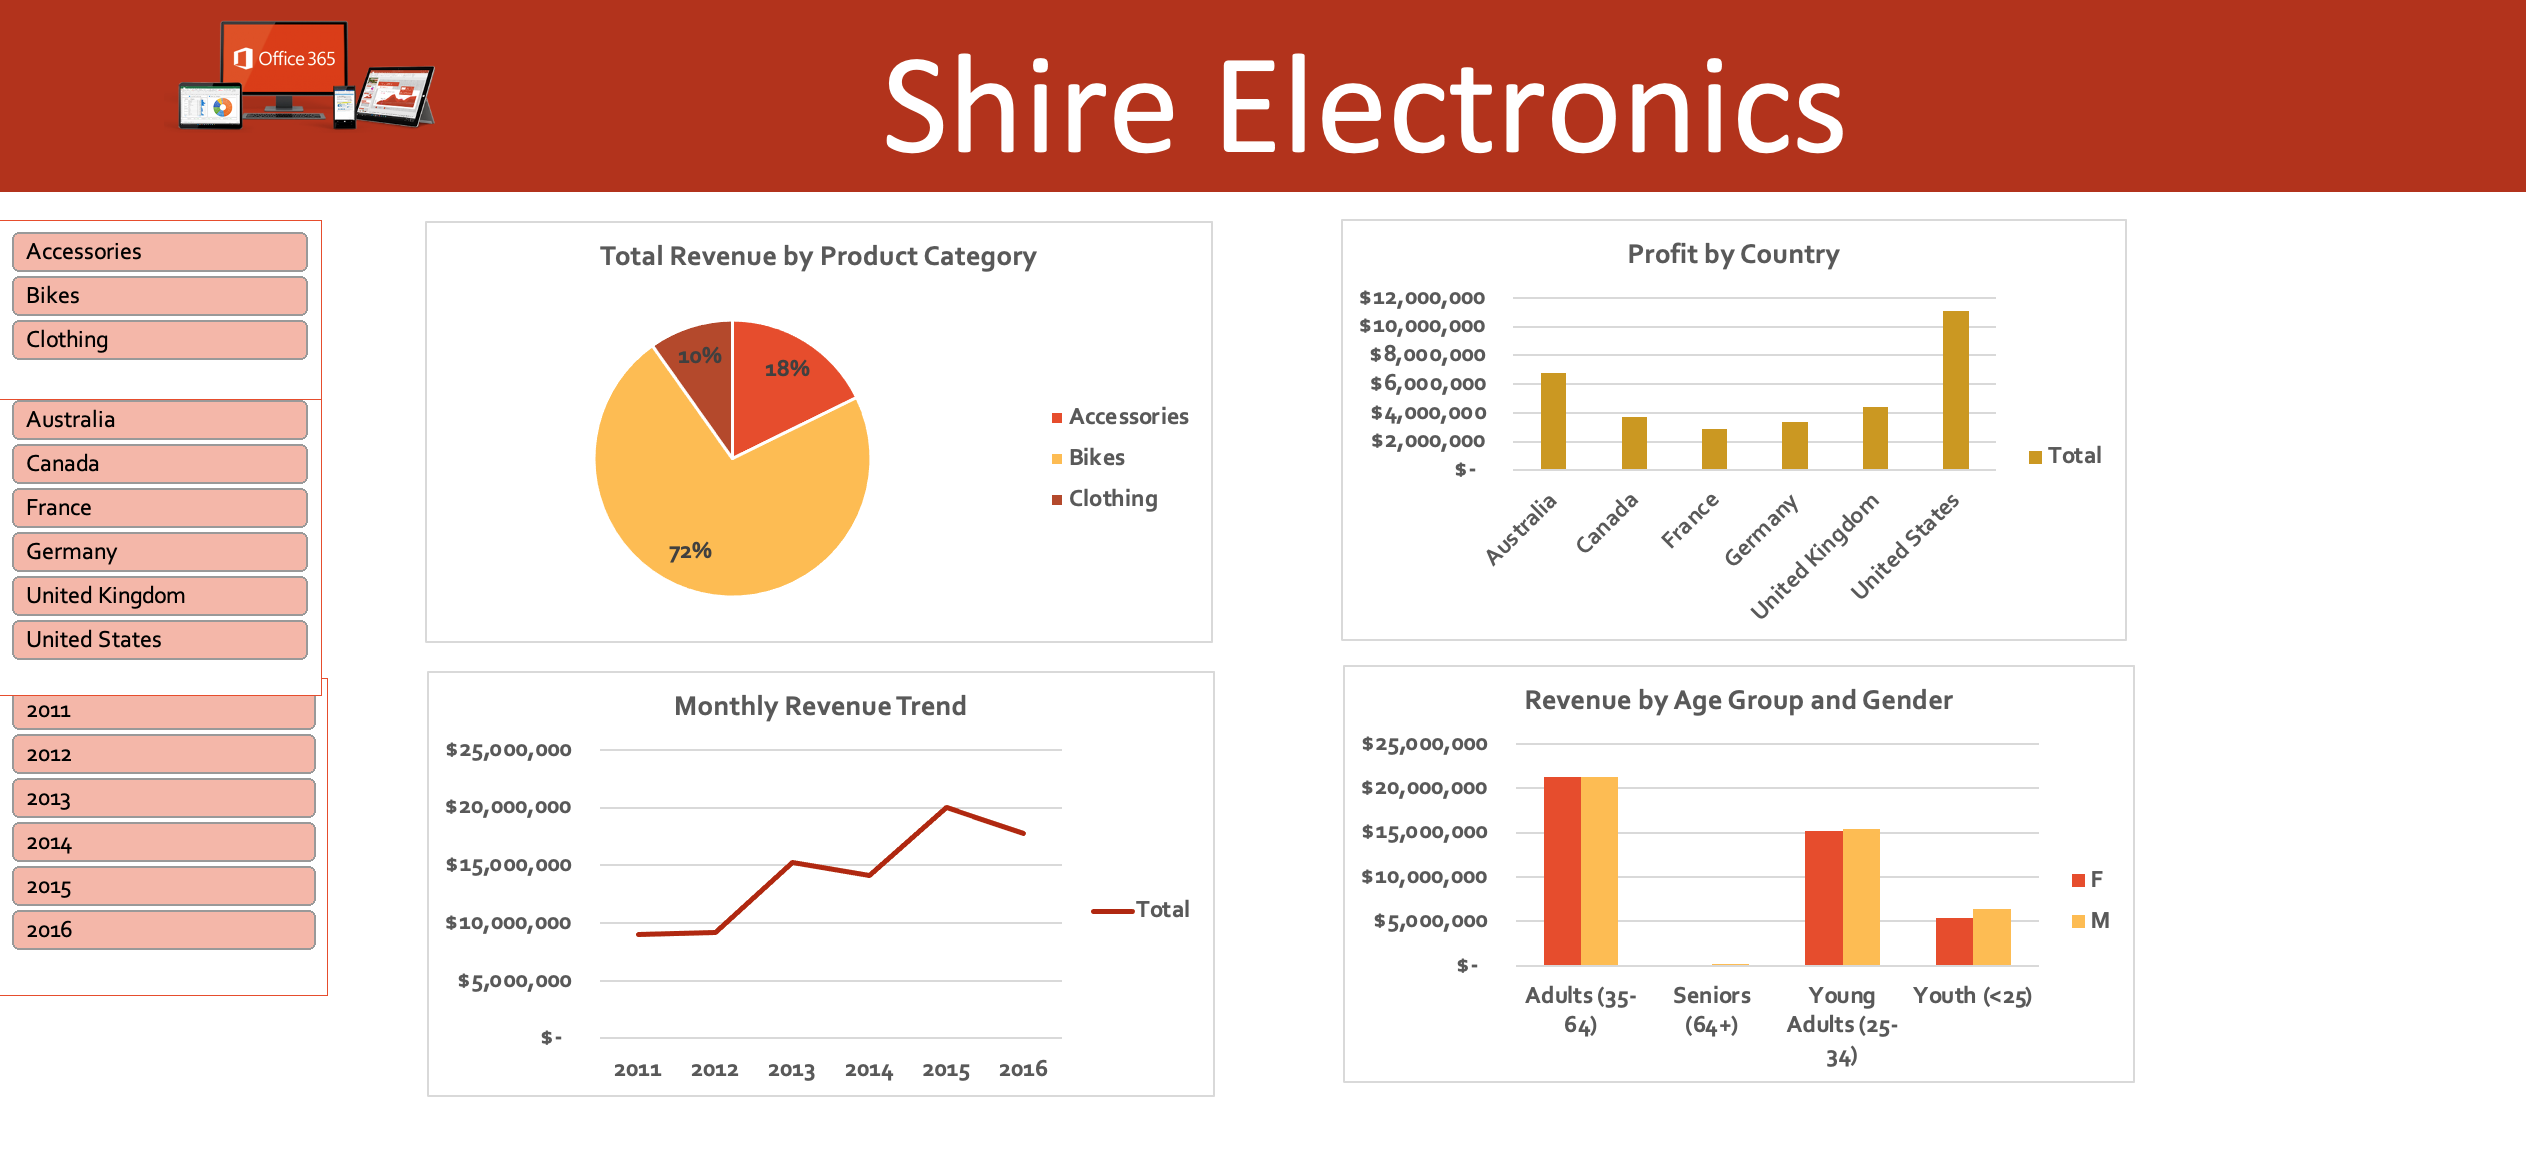 Office 365
Shire Electronics
Accessories
Bikes
Clothing
Australia
Canada
France
Germany
United Kingdom
United States
2011
2012
2013
2014
2015
2016
Total Revenue by Product Category
10%
18%
72%
Accessories
Bikes
Clothing
Profit by Country
$12,000,000
$10,000,000
$8,000,000
$6,000,000
$4,000,000
$2,000,000
$-
Australia
Canada
France
Germany
United Kingdom
United States
Total
Monthly Revenue Trend
$25,000,000
$20,000,000
$15,000,000
$10,000,000
$5,000,000
$-
2011 2012 2013 2014 2015 2016
Total
Revenue by Age Group and Gender
$25,000,000
$20,000,000
$15,000,000
$10,000,000
$5,000,000
$-
Adults (35-
64)
Seniors
(64+)
Young
Adults (25-
34)
Youth (<25)
F
M